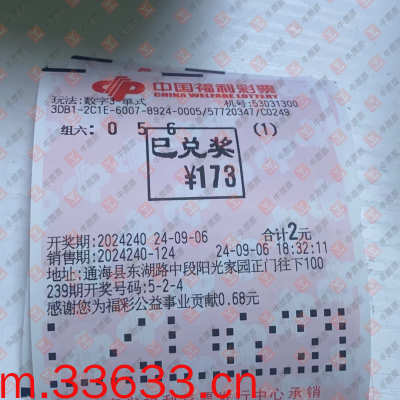 中国福利彩票
CHINA WELFARE LOTTERY
玩法:数字3-单式 机号:53031300
3DB1-2C1E-6007-8924-0005/57720347/C0249
组六: 0 5 6 (1)
已兑奖
¥173
开奖期:2024240 24-09-06 合计2元
销售期:2024240-124 24-09-06 18:32:11
地址:通海县东湖路中段阳光家园正门往下100
239期开奖号码:5-2-4
感谢您为福彩公益事业贡献0.68元
m.33633.cn
中心承销